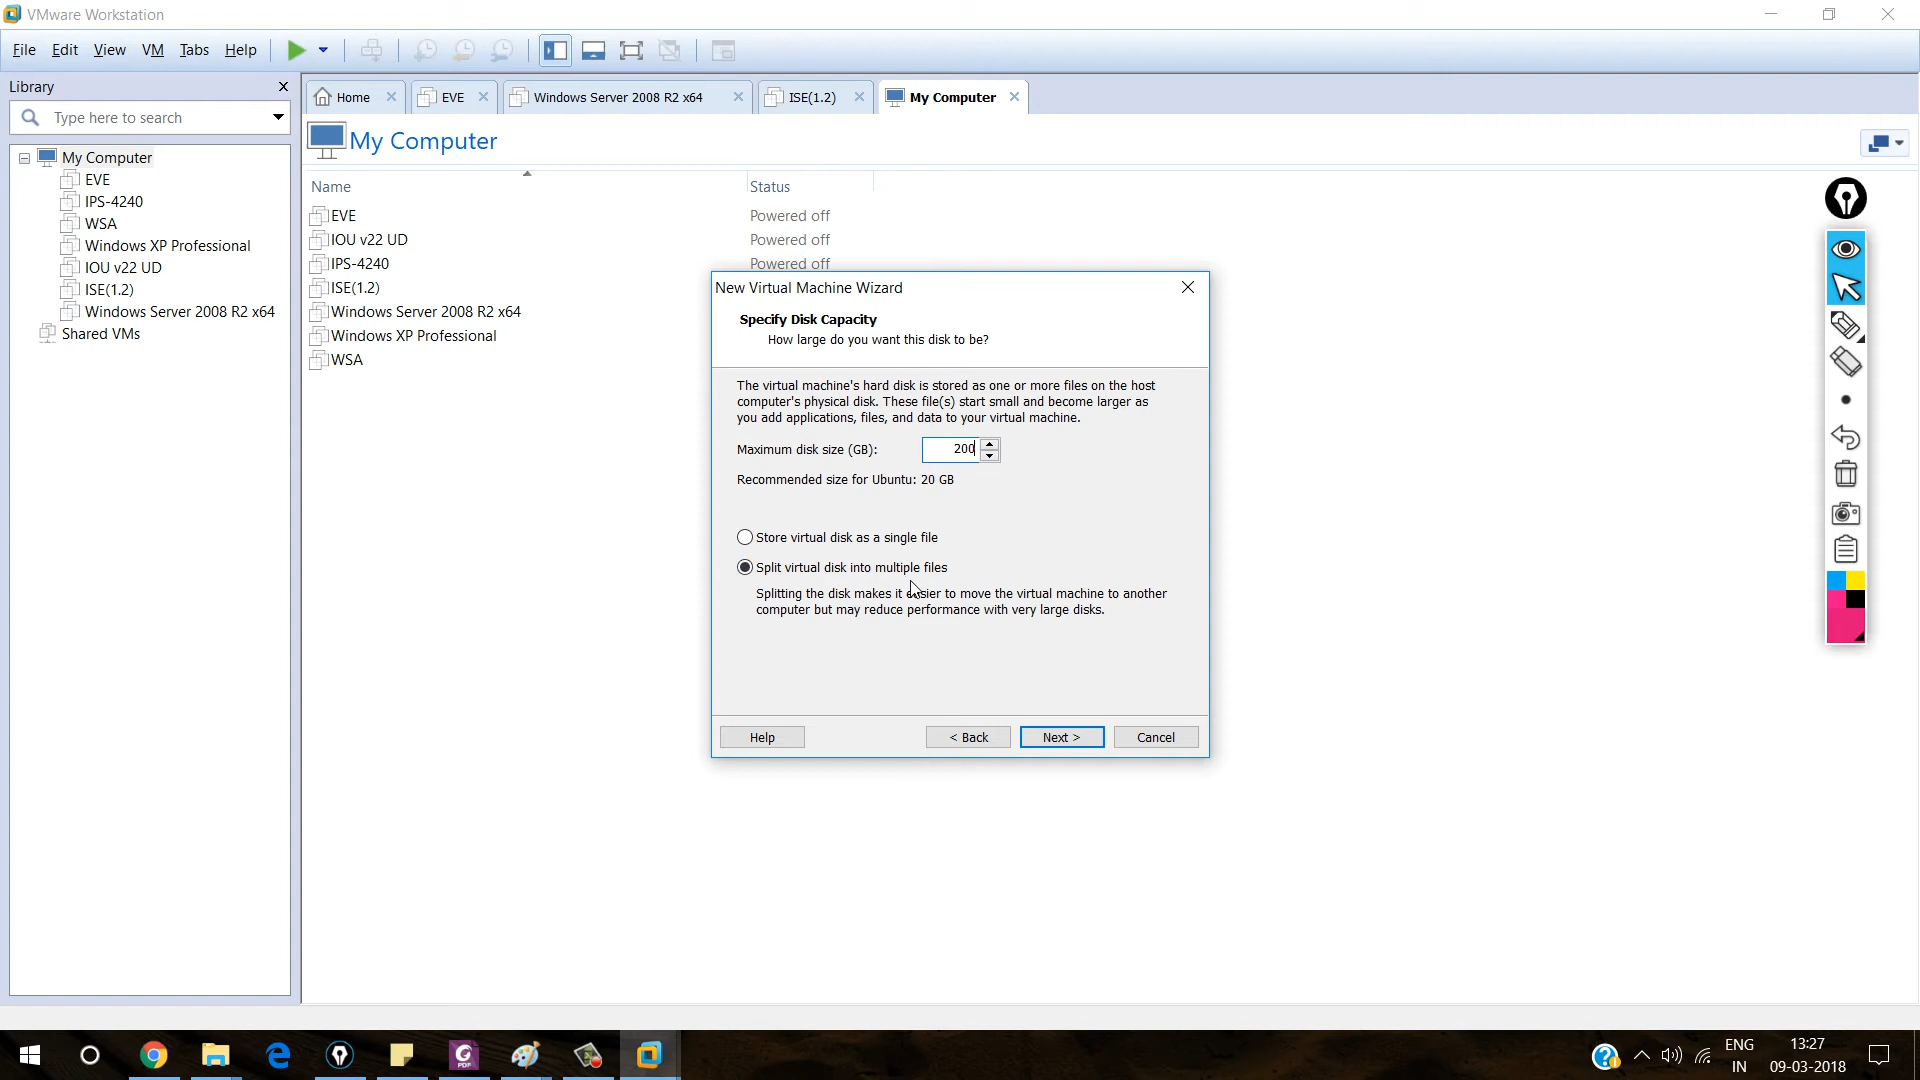 VMware Workstation
File Edit View VM Tabs Help
Library
Type here to search
My Computer
EVE
IPS-4240
WSA
Windows XP Professional
IOU v22 UD
ISE(1.2)
Windows Server 2008 R2 x64
Shared VMs
Home EVE Windows Server 2008 R2 x64 ISE(1.2) My Computer
My Computer
Name Status
EVE Powered off
IOU v22 UD Powered off
IPS-4240 Powered off
ISE(1.2)
Windows Server 2008 R2 x64
Windows XP Professional
WSA
New Virtual Machine Wizard
Specify Disk Capacity
How large do you want this disk to be?
The virtual machine's hard disk is stored as one or more files on the host
computer's physical disk. These file(s) start small and become larger as
you add applications, files, and data to your virtual machine.
Maximum disk size (GB): 200
Recommended size for Ubuntu: 20 GB
Store virtual disk as a single file
Split virtual disk into multiple files
Splitting the disk makes it easier to move the virtual machine to another
computer but may reduce performance with very large disks.
Help < Back Next > Cancel
PDF
ENG
IN
13:27
09-03-2018